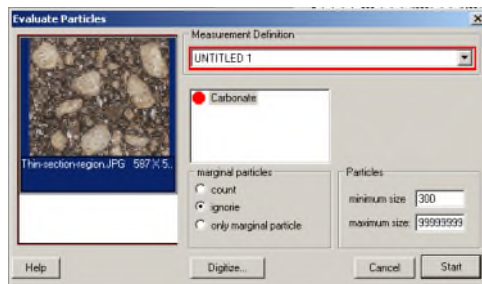 Evaluate Particles
Measurement Definition
UNTITLED 1
Carbonate
Thin-section-region.JPG 587 X 5..
marginal particles
count
ignorie
only marginal particle
Particles
minimum size 300
maximum size: 99999999
Help
Digitize...
Cancel
Start